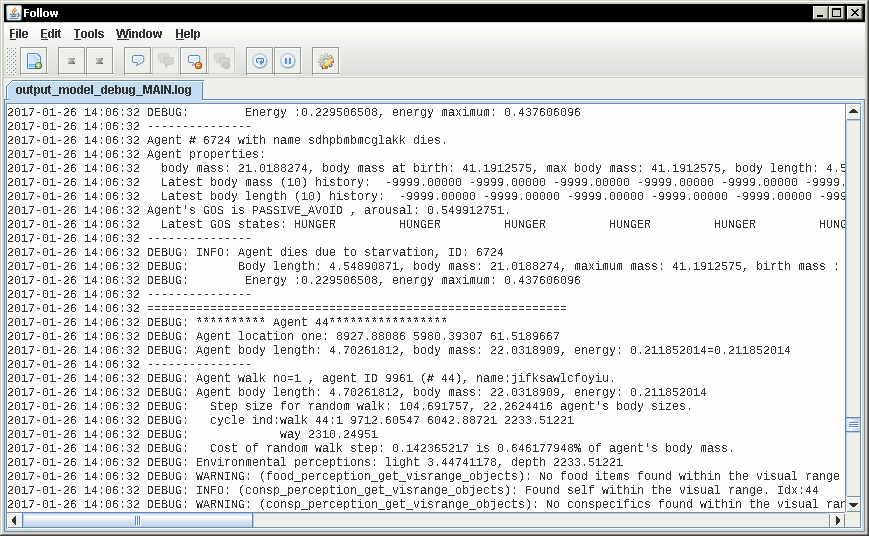 Follow
File Edit Tools Window Help
output_model_debug_MAIN.log
2017-01-26 14:06:32 DEBUG: Energy :0.229506508, energy maximum: 0.437606096
2017-01-26 14:06:32 ---------------
2017-01-26 14:06:32 Agent # 6724 with name sdhpbmbmcglakk dies.
2017-01-26 14:06:32 Agent properties:
2017-01-26 14:06:32 body mass: 21.0188274, body mass at birth: 41.1912575, max body mass: 41.1912575, body length: 4.5
2017-01-26 14:06:32 Latest body mass (10) history: -9999.00000 -9999.00000 -9999.00000 -9999.00000 -9999.00000 -9999.
2017-01-26 14:06:32 Latest body length (10) history: -9999.00000 -9999.00000 -9999.00000 -9999.00000 -9999.00000 -999
2017-01-26 14:06:32 Agent's GOS is PASSIVE_AVOID , arousal: 0.549912751.
2017-01-26 14:06:32 Latest GOS states: HUNGER HUNGER HUNGER HUNGER HUNGER HUNG
2017-01-26 14:06:32 ---------------
2017-01-26 14:06:32 DEBUG: INFO: Agent dies due to starvation, ID: 6724
2017-01-26 14:06:32 DEBUG: Body length: 4.54890871, body mass: 21.0188274, maximum mass: 41.1912575, birth mass :
2017-01-26 14:06:32 DEBUG: Energy :0.229506508, energy maximum: 0.437606096
2017-01-26 14:06:32 ---------------
2017-01-26 14:06:32 ============================================================
2017-01-26 14:06:32 DEBUG: ********** Agent 44*****************
2017-01-26 14:06:32 DEBUG: Agent location one: 8927.88086 5980.39307 61.5189667
2017-01-26 14:06:32 DEBUG: Agent body length: 4.70261812, body mass: 22.0318909, energy: 0.211852014=0.211852014
2017-01-26 14:06:32 ---------------
2017-01-26 14:06:32 DEBUG: Agent walk no=1 , agent ID 9961 (# 44), name:jifksawlcfoyiu.
2017-01-26 14:06:32 DEBUG: Agent body length: 4.70261812, body mass: 22.0318909, energy: 0.211852014
2017-01-26 14:06:32 DEBUG: Step size for random walk: 104.691757, 22.2624416 agent's body sizes.
2017-01-26 14:06:32 DEBUG: cycle ind:walk 44:1 9712.60547 6042.88721 2233.51221
2017-01-26 14:06:32 DEBUG: way 2310.24951
2017-01-26 14:06:32 DEBUG: Cost of random walk step: 0.142365217 is 0.646177948% of agent's body mass.
2017-01-26 14:06:32 DEBUG: Environmental perceptions: light 3.44741178, depth 2233.51221
2017-01-26 14:06:32 DEBUG: WARNING: (food_perception_get_visrange_objects): No food items found within the visual range
2017-01-26 14:06:32 DEBUG: INFO: (consp_perception_get_visrange_objects): Found self within the visual range. Idx:44
2017-01-26 14:06:32 DEBUG: WARNING: (consp_perception_get_visrange_objects): No conspecifics found within the visual ran